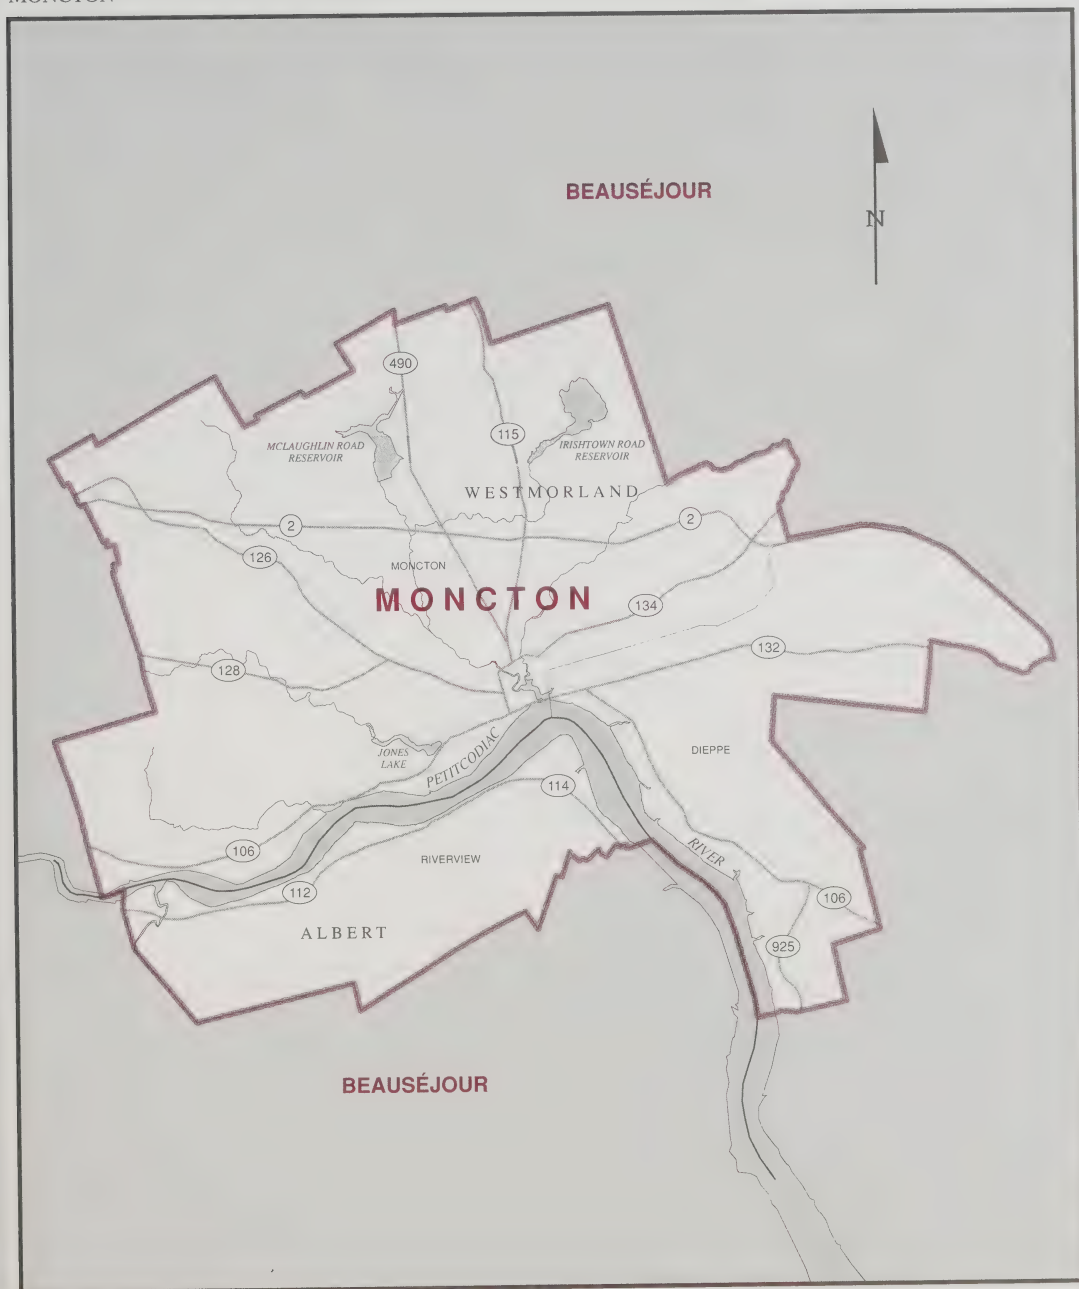 MONCTON
BEAUSÉJOUR
N
490
MCLAUGHLIN ROAD
RESERVOIR
115
IRISHTOWN ROAD
RESERVOIR
WESTMORLAND
2
2
126
MONCTON
MONCTON
134
132
128
JONES
LAKE
PETITCODIAC
DIEPPE
114
106
RIVERVIEW
RIVER
112
106
ALBERT
925
BEAUSÉJOUR